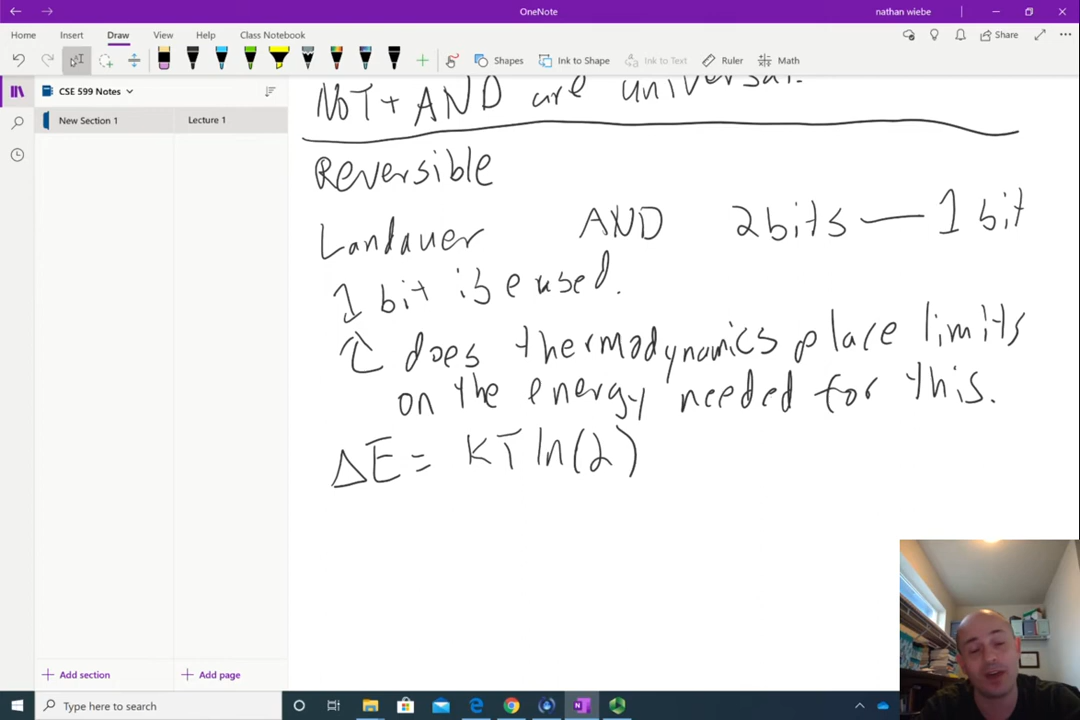 OneNote
nathan wiebe
Home Insert Draw View Help Class Notebook
Share
Shapes Ink to Shape Ink to Text Ruler Math
CSE 599 Notes
New Section 1 Lecture 1
NOT + AND are universal.
Reversible
Landauer AND 2 bits — 1 bit
1 bit is erased.
↑ does thermodynamics place limits
on the energy needed for this.
ΔE = KT ln(2)
+ Add section + Add page
Type here to search